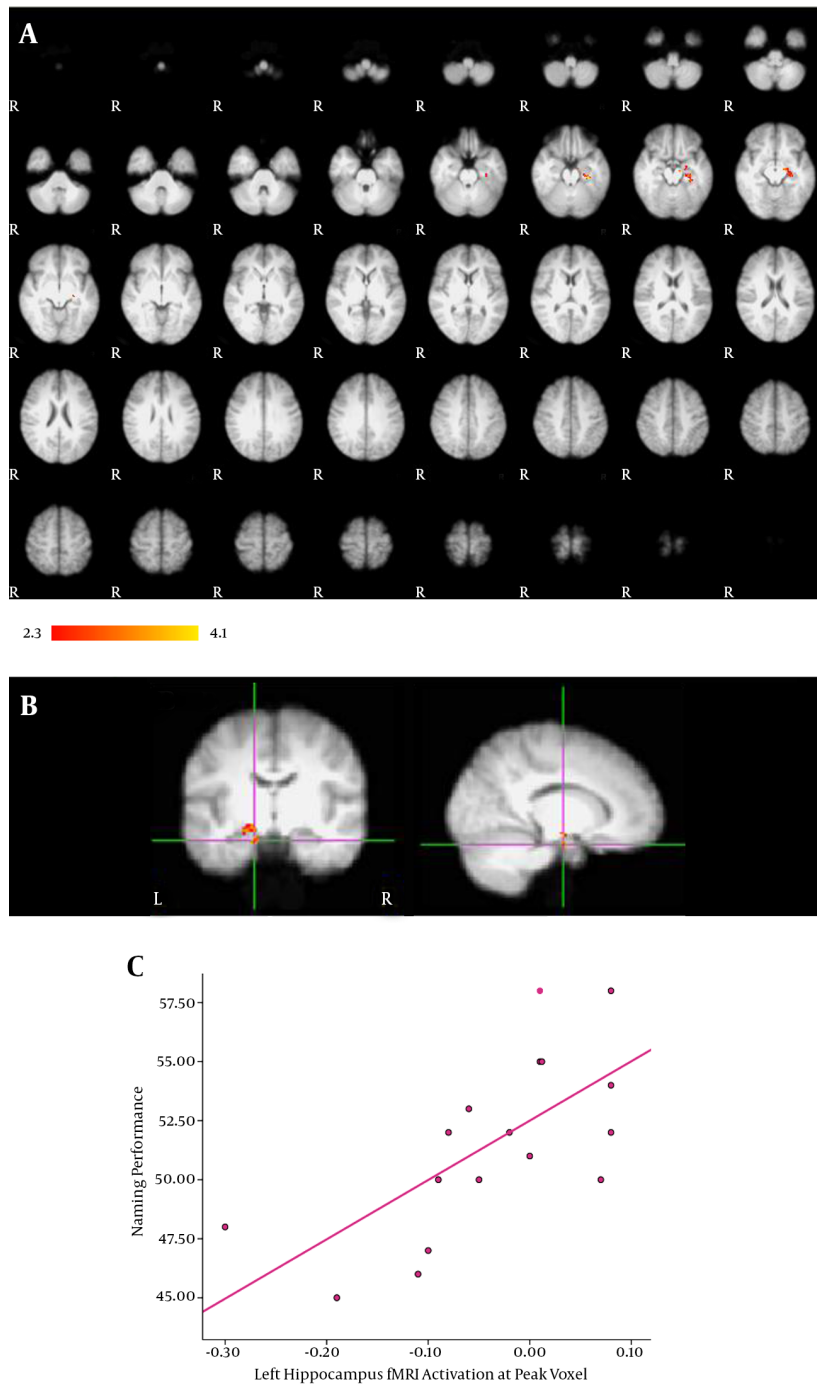 A
R R R R R R R R
R R R R R R R R
R R R R R R R R
R R R R R R R R
R R R R R R R R
2.3 4.1
B
L R
C
57.50
55.00
52.50
50.00
47.50
45.00
Naming Performance
-0.30 -0.20 -0.10 0.00 0.10
Left Hippocampus fMRI Activation at Peak Voxel